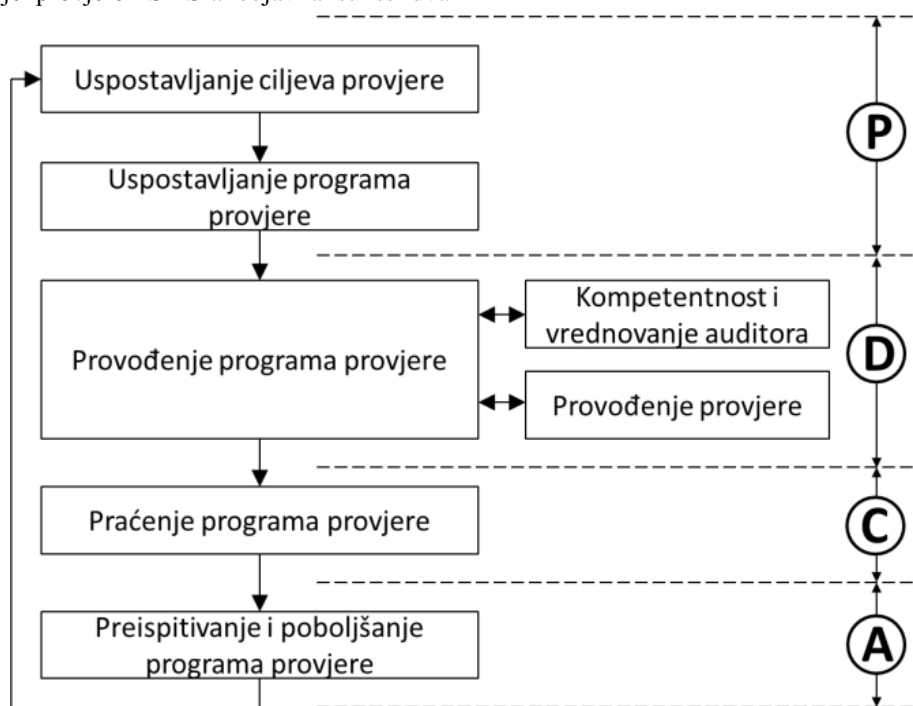 Uspostavljanje ciljeva provjere
P
Uspostavljanje programa
provjere
Kompetentnost i
vrednovanje auditora
Provođenje programa provjere
D
Provođenje provjere
Praćenje programa provjere
C
Preispitivanje i poboljšanje
programa provjere
A